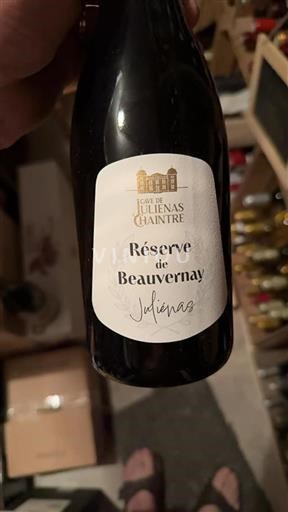 CAVE DE
JULIENAS
CHAINTRE
Réserve
de
Beauvernay
Juliénas